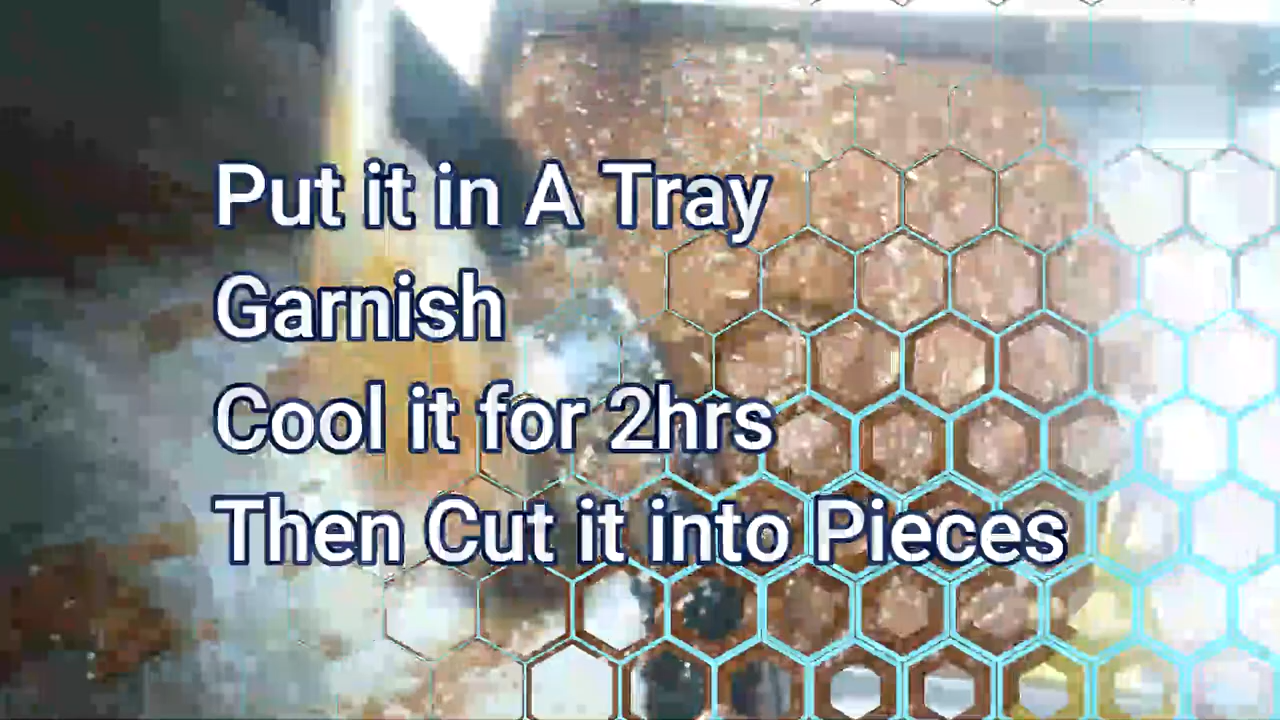 Put it in A Tray
Garnish
Cool it for 2hrs
Then Cut it into Pieces